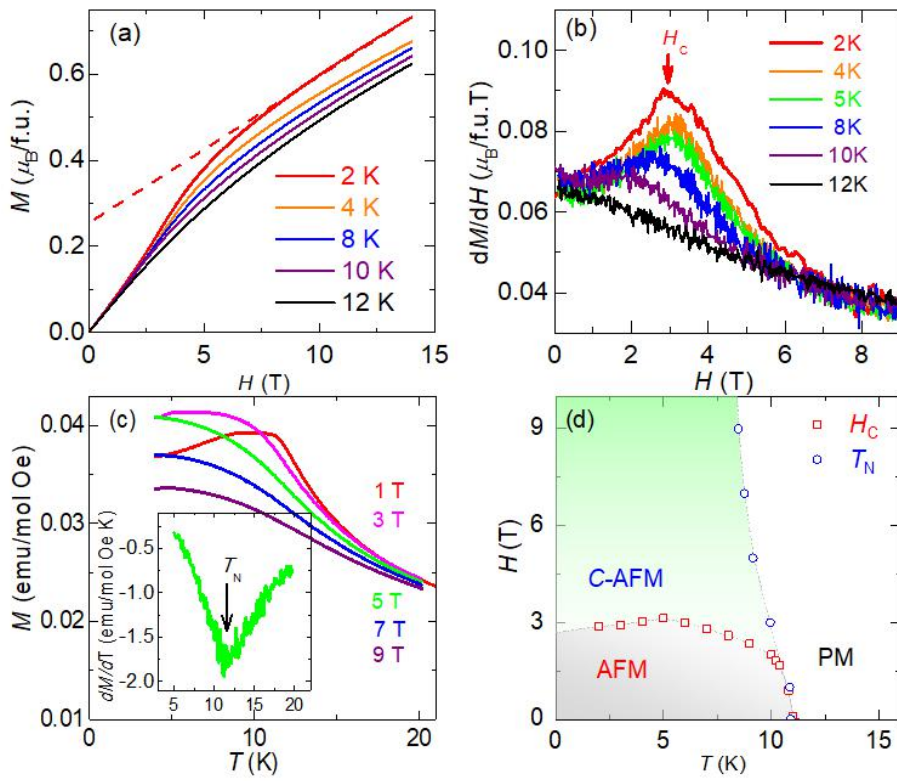 (a)
M (μB/f.u.)
0.6
0.4
0.2
0.0
2 K
4 K
8 K
10 K
12 K
0 5 10 15
H (T)
(b)
dM/dH (μB/f.u.T)
0.10
0.08
0.06
0.04
HC
2K
4K
5K
8K
10K
12K
0 2 4 6 8
H (T)
(c)
M (emu/mol Oe)
0.04
0.03
0.02
0.01
1 T
3 T
5 T
7 T
9 T
dM/dT (emu/mol Oe K)
-0.5
-1.0
-1.5
-2.0
TN
5 10 15 20
0 5 10 15 20
T (K)
(d)
H (T)
9
6
3
0
HC
TN
C-AFM
AFM
PM
0 5 10 15
T (K)